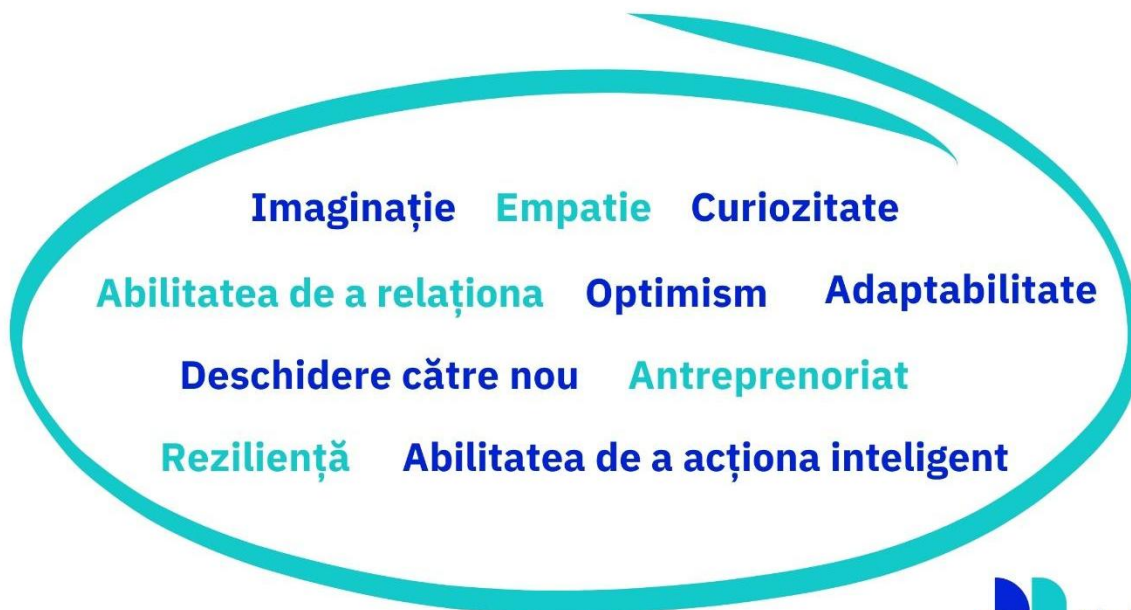 Imaginație Empatie Curiozitate
Abilitatea de a relaționa Optimism Adaptabilitate
Deschidere către nou Antreprenoriat
Reziliență Abilitatea de a acționa inteligent